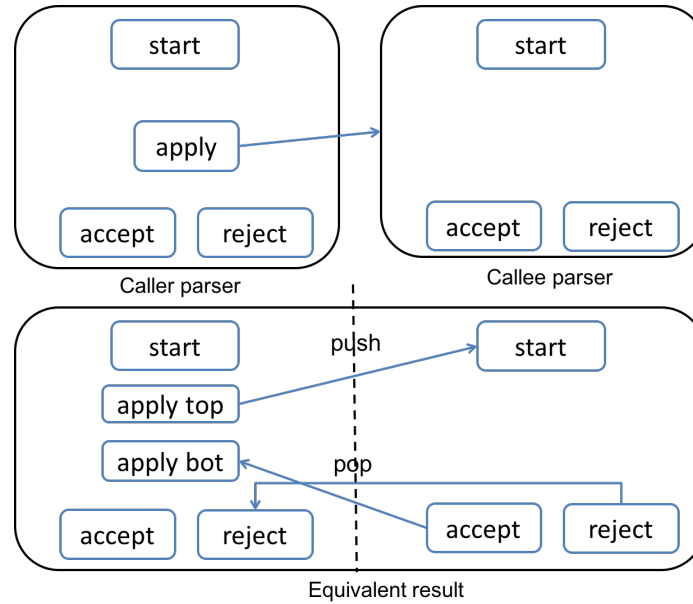 start
start
apply
accept
reject
accept
reject
Caller parser
Callee parser
start
push
start
apply top
apply bot
pop
accept
reject
accept
reject
Equivalent result